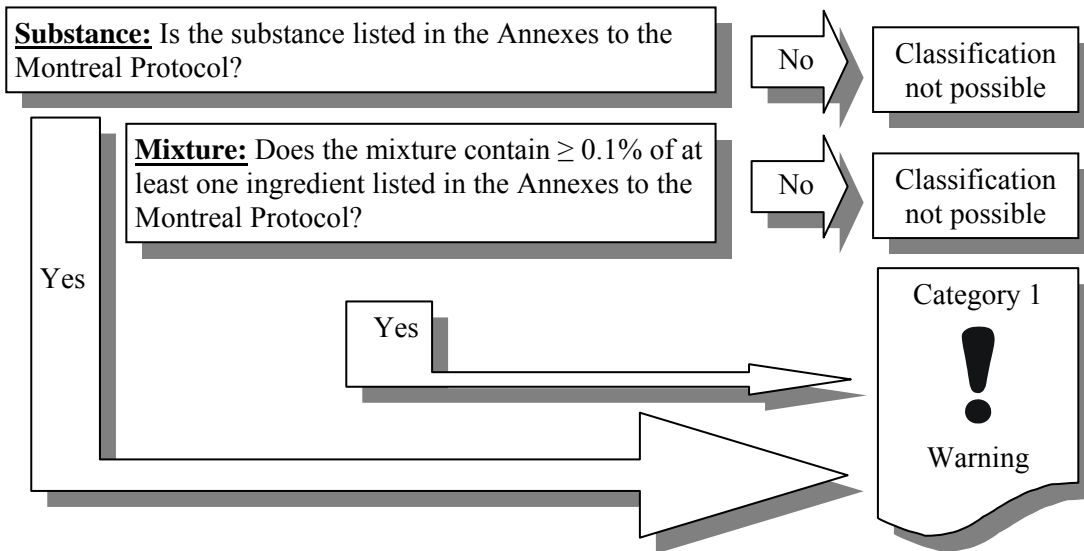 Substance: Is the substance listed in the Annexes to the
Montreal Protocol?
No
Classification
not possible
Mixture: Does the mixture contain ≥ 0.1% of at
least one ingredient listed in the Annexes to the
Montreal Protocol?
No
Classification
not possible
Yes
Yes
Category 1
!
Warning